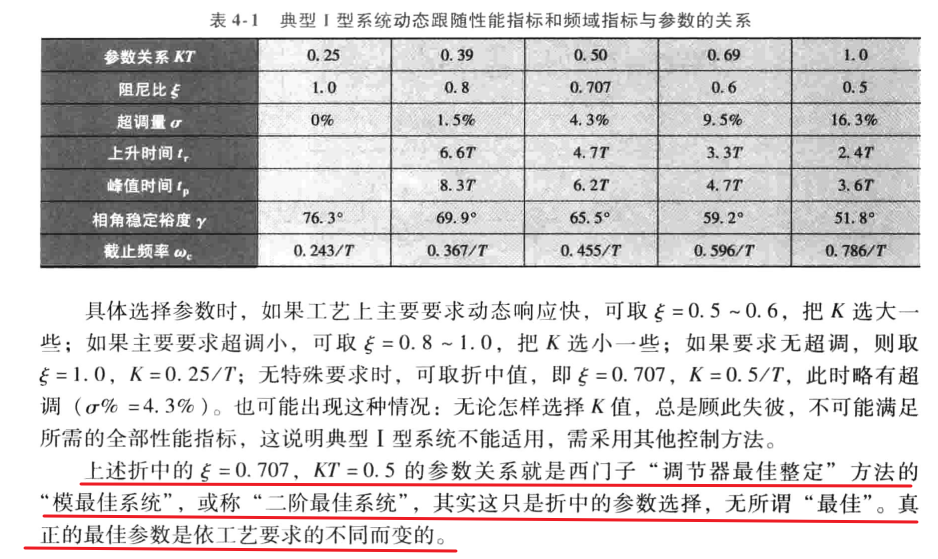 表 4-1 典型Ⅰ型系统动态跟随性能指标和频域指标与参数的关系
参数关系 KT 0.25 0.39 0.50 0.69 1.0
阻尼比 ξ 1.0 0.8 0.707 0.6 0.5
超调量 σ 0% 1.5% 4.3% 9.5% 16.3%
上升时间 tr 6.6T 4.7T 3.3T 2.4T
峰值时间 tp 8.3T 6.2T 4.7T 3.6T
相角稳定裕度 γ 76.3° 69.9° 65.5° 59.2° 51.8°
截止频率 ωc 0.243/T 0.367/T 0.455/T 0.596/T 0.786/T
具体选择参数时，如果工艺上主要要求动态响应快，可取 ξ=0.5~0.6，把 K 选大一
些；如果主要要求超调小，可取 ξ=0.8~1.0，把 K 选小一些；如果要求无超调，则取
ξ=1.0，K=0.25/T；无特殊要求时，可取折中值，即 ξ=0.707，K=0.5/T，此时略有超
调（σ%=4.3%）。也可能出现这种情况：无论怎样选择 K 值，总是顾此失彼，不可能满足
所需的全部性能指标，这说明典型Ⅰ型系统不能适用，需采用其他控制方法。
上述折中的 ξ=0.707，KT=0.5 的参数关系就是西门子“调节器最佳整定”方法的
“模最佳系统”，或称“二阶最佳系统”，其实这只是折中的参数选择，无所谓“最佳”。真
正的最佳参数是依工艺要求的不同而变的。